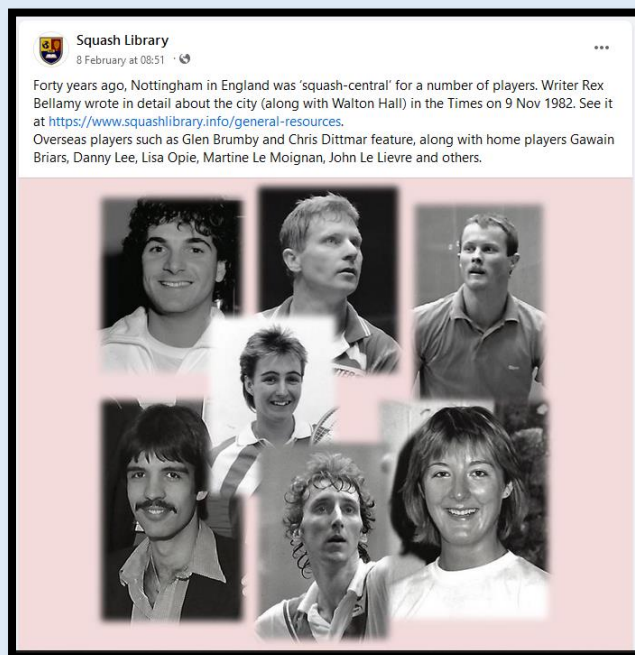 Squash Library
8 February at 08:51 ·
Forty years ago, Nottingham in England was ‘squash-central’ for a number of players. Writer Rex
Bellamy wrote in detail about the city (along with Walton Hall) in the Times on 9 Nov 1982. See it
at https://www.squashlibrary.info/general-resources.
Overseas players such as Glen Brumby and Chris Dittmar feature, along with home players Gawain
Briars, Danny Lee, Lisa Opie, Martine Le Moignan, John Le Lievre and others.